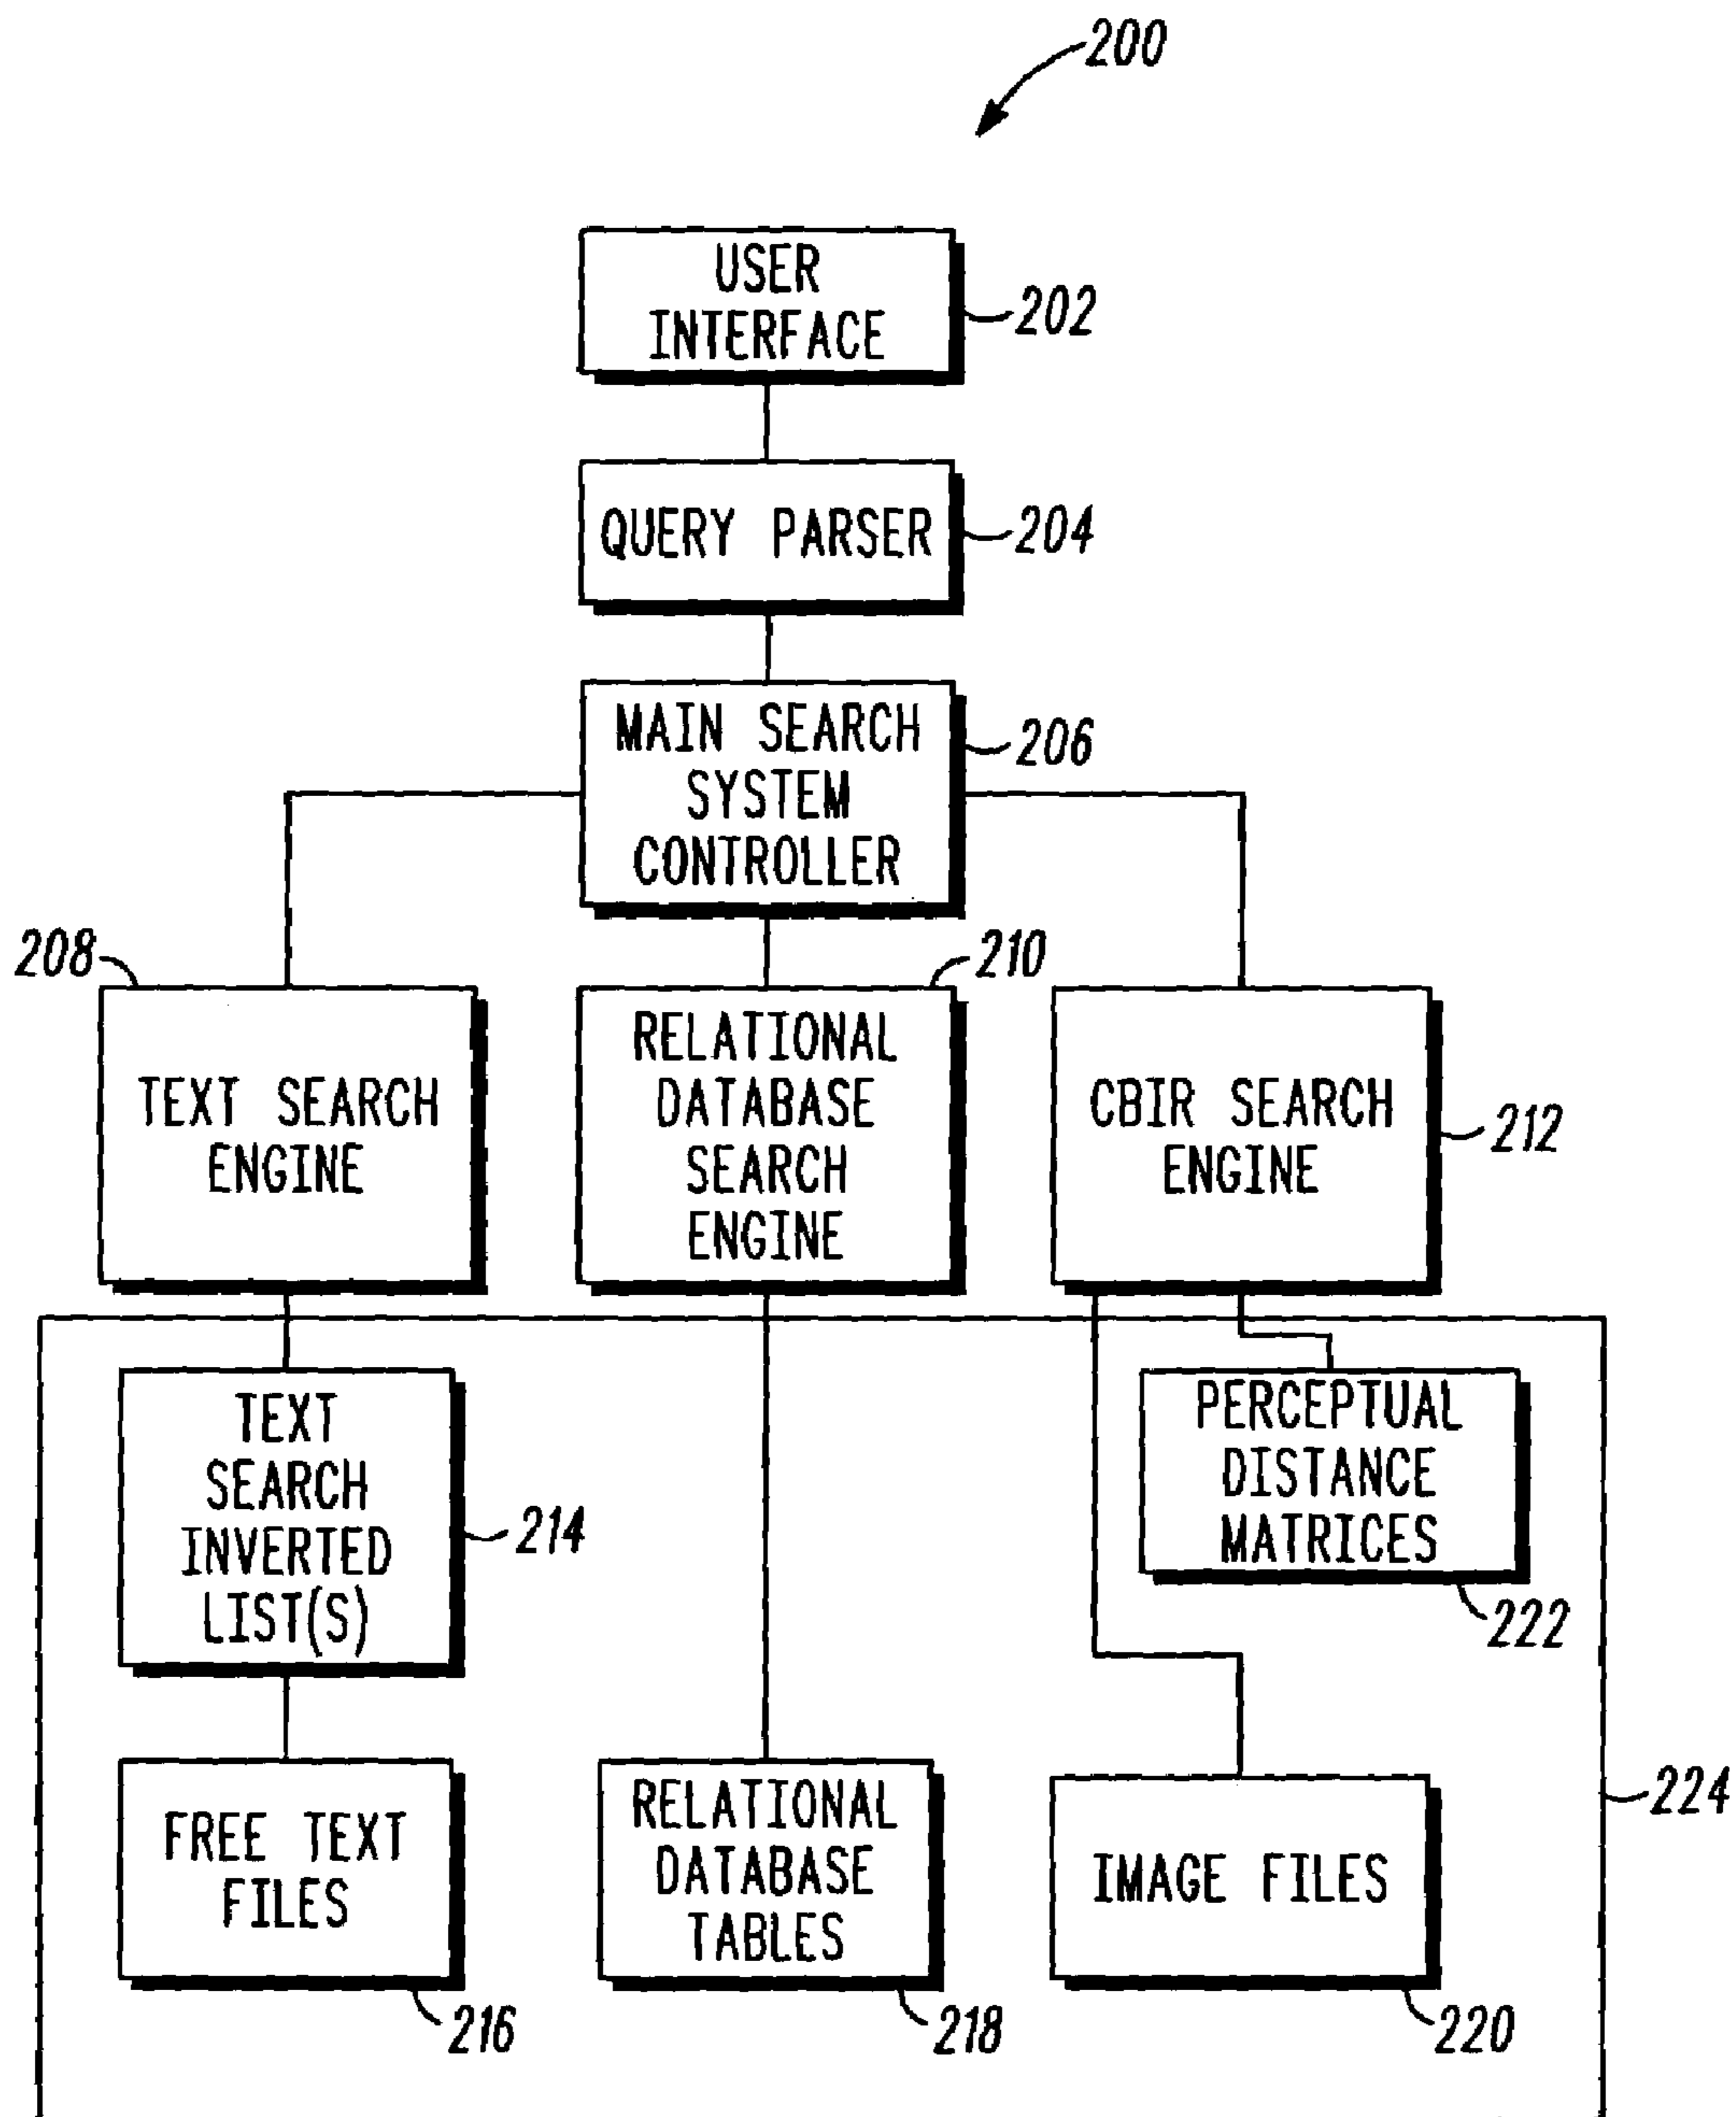 200
USER
INTERFACE
202
QUERY PARSER
204
MAIN SEARCH
SYSTEM
CONTROLLER
206
208
TEXT SEARCH
ENGINE
210
RELATIONAL
DATABASE
SEARCH
ENGINE
CBIR SEARCH
ENGINE
212
TEXT
SEARCH
INVERTED
LIST(S)
214
PERCEPTUAL
DISTANCE
MATRICES
222
FREE TEXT
FILES
216
RELATIONAL
DATABASE
TABLES
218
IMAGE FILES
220
224